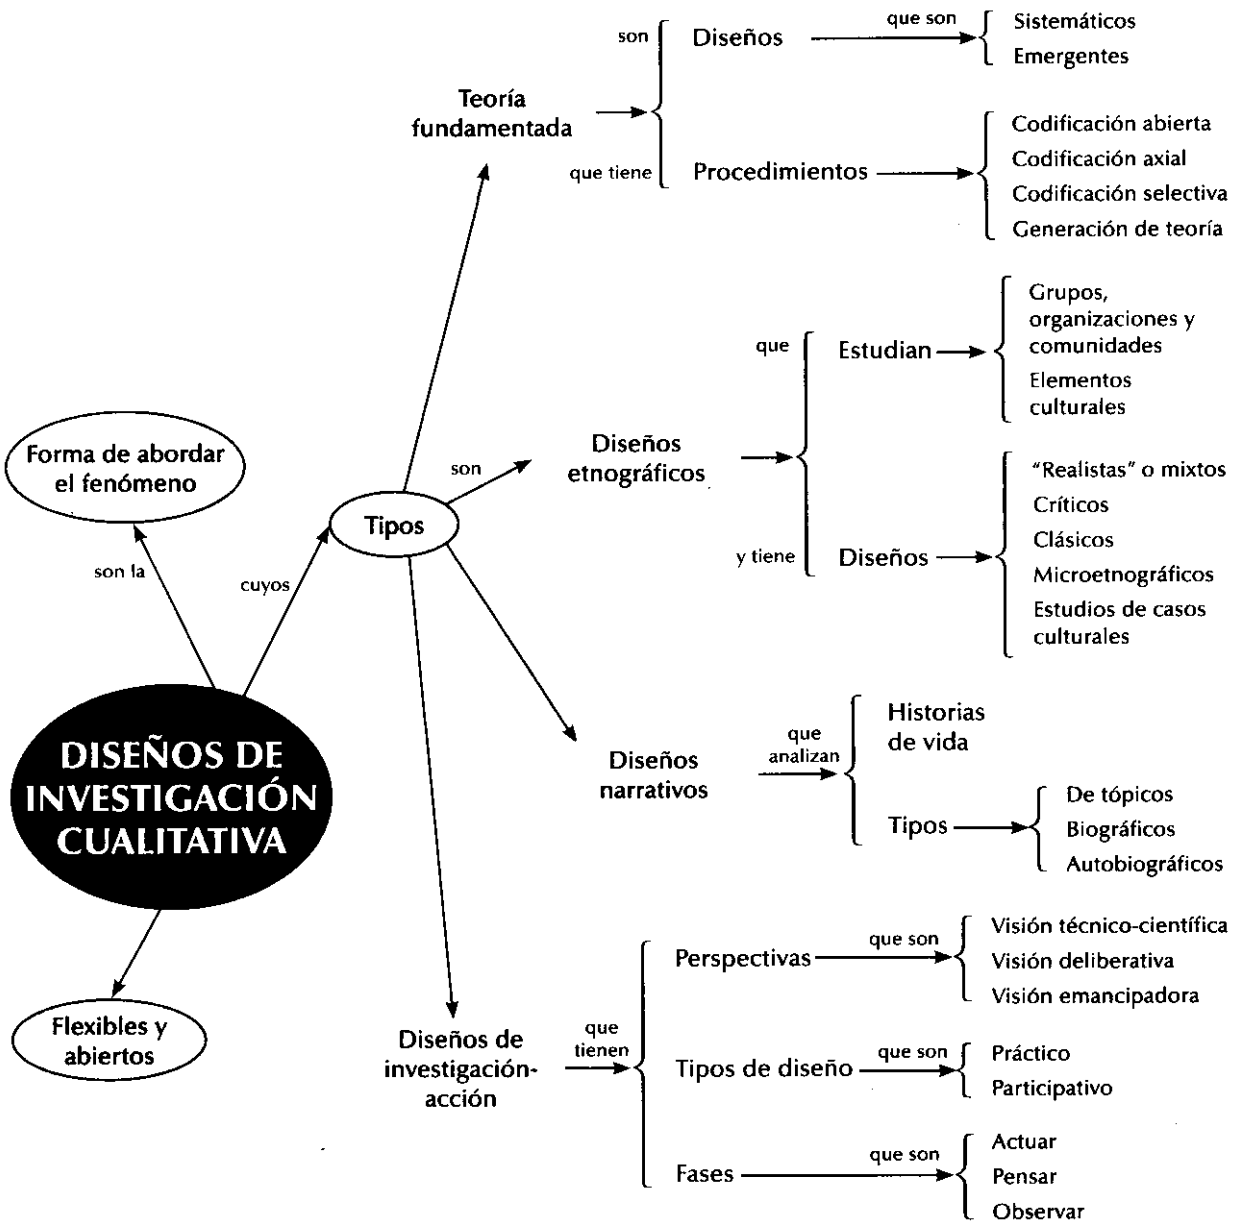 que son
Sistemáticos
son
Diseños
Emergentes
Teoría
fundamentada
que tiene
Procedimientos
Codificación abierta
Codificación axial
Codificación selectiva
Generación de teoría
Grupos,
organizaciones y
comunidades
que
Estudian
Elementos
culturales
Diseños
etnográficos
"Realistas" o mixtos
Críticos
y tiene
Diseños
Clásicos
Microetnográficos
Estudios de casos
culturales
Forma de abordar
el fenómeno
son
Tipos
son la
cuyos
DISEÑOS DE
INVESTIGACIÓN
CUALITATIVA
Diseños
narrativos
que
analizan
Historias
de vida
Tipos
De tópicos
Biográficos
Autobiográficos
Flexibles y
abiertos
Diseños de
investigación-
acción
que
tienen
Perspectivas
que son
Visión técnico-científica
Visión deliberativa
Visión emancipadora
Tipos de diseño
que son
Práctico
Participativo
Fases
que son
Actuar
Pensar
Observar